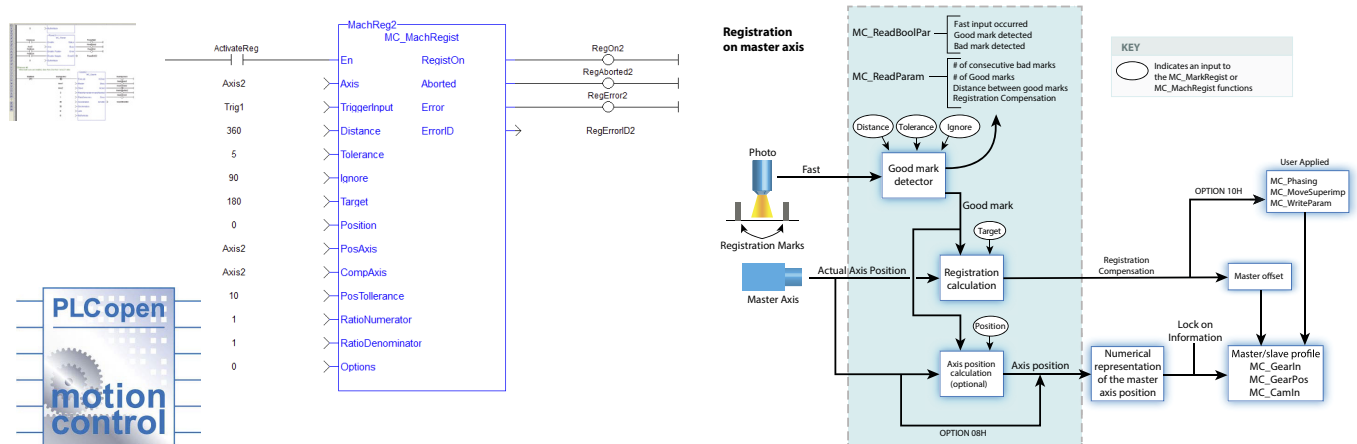 MachReg2
MC_MachRegist
ActivateReg
En
RegistOn
RegOn2
Axis2
Axis
Aborted
RegAborted2
Trig1
TriggerInput
Error
RegError2
360
Distance
ErrorID
RegErrorID2
5
Tolerance
90
Ignore
180
Target
0
Position
Axis2
PosAxis
Axis2
CompAxis
10
PosTollerance
1
RatioNumerator
1
RatioDenominator
0
Options
PLCopen
motion
control
Registration
on master axis
MC_ReadBoolPar
Fast input occurred
Good mark detected
Bad mark detected
MC_ReadParam
# of consecutive bad marks
# of Good marks
Distance between good marks
Registration Compensation
KEY
Indicates an input to
the MC_MarkRegist or
MC_MachRegist functions
Distance
Tolerance
Ignore
Photo
Fast
Good mark
detector
Good mark
Registration Marks
Target
Actual Axis Position
Registration
calculation
Master Axis
Registration
Compensation
OPTION 10H
User Applied
MC_Phasing
MC_MoveSuperimp
MC_WriteParam
Master offset
Position
Axis position
calculation
(optional)
Axis position
OPTION 08H
Numerical
representation
of the master
axis position
Lock on
Information
Master/slave profile
MC_GearIn
MC_GearPos
MC_CamIn